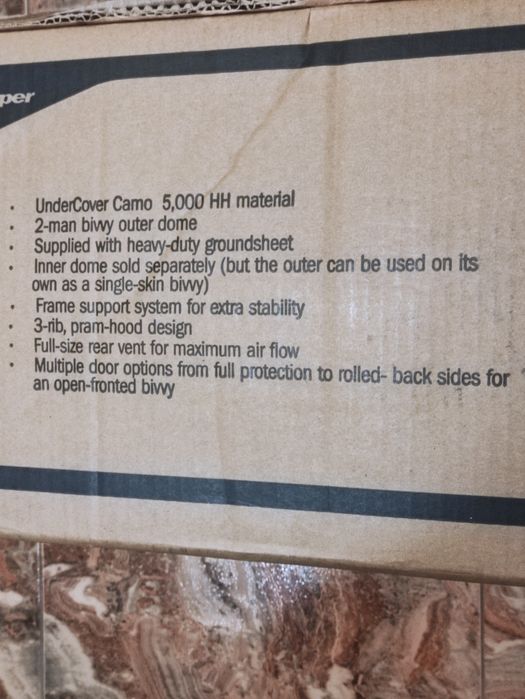 per
• UnderCover Camo 5,000 HH material
• 2-man bivvy outer dome
• Supplied with heavy-duty groundsheet
• Inner dome sold separately (but the outer can be used on its
own as a single-skin bivvy)
• Frame support system for extra stability
• 3-rib, pram-hood design
• Full-size rear vent for maximum air flow
• Multiple door options from full protection to rolled- back sides for
an open-fronted bivvy